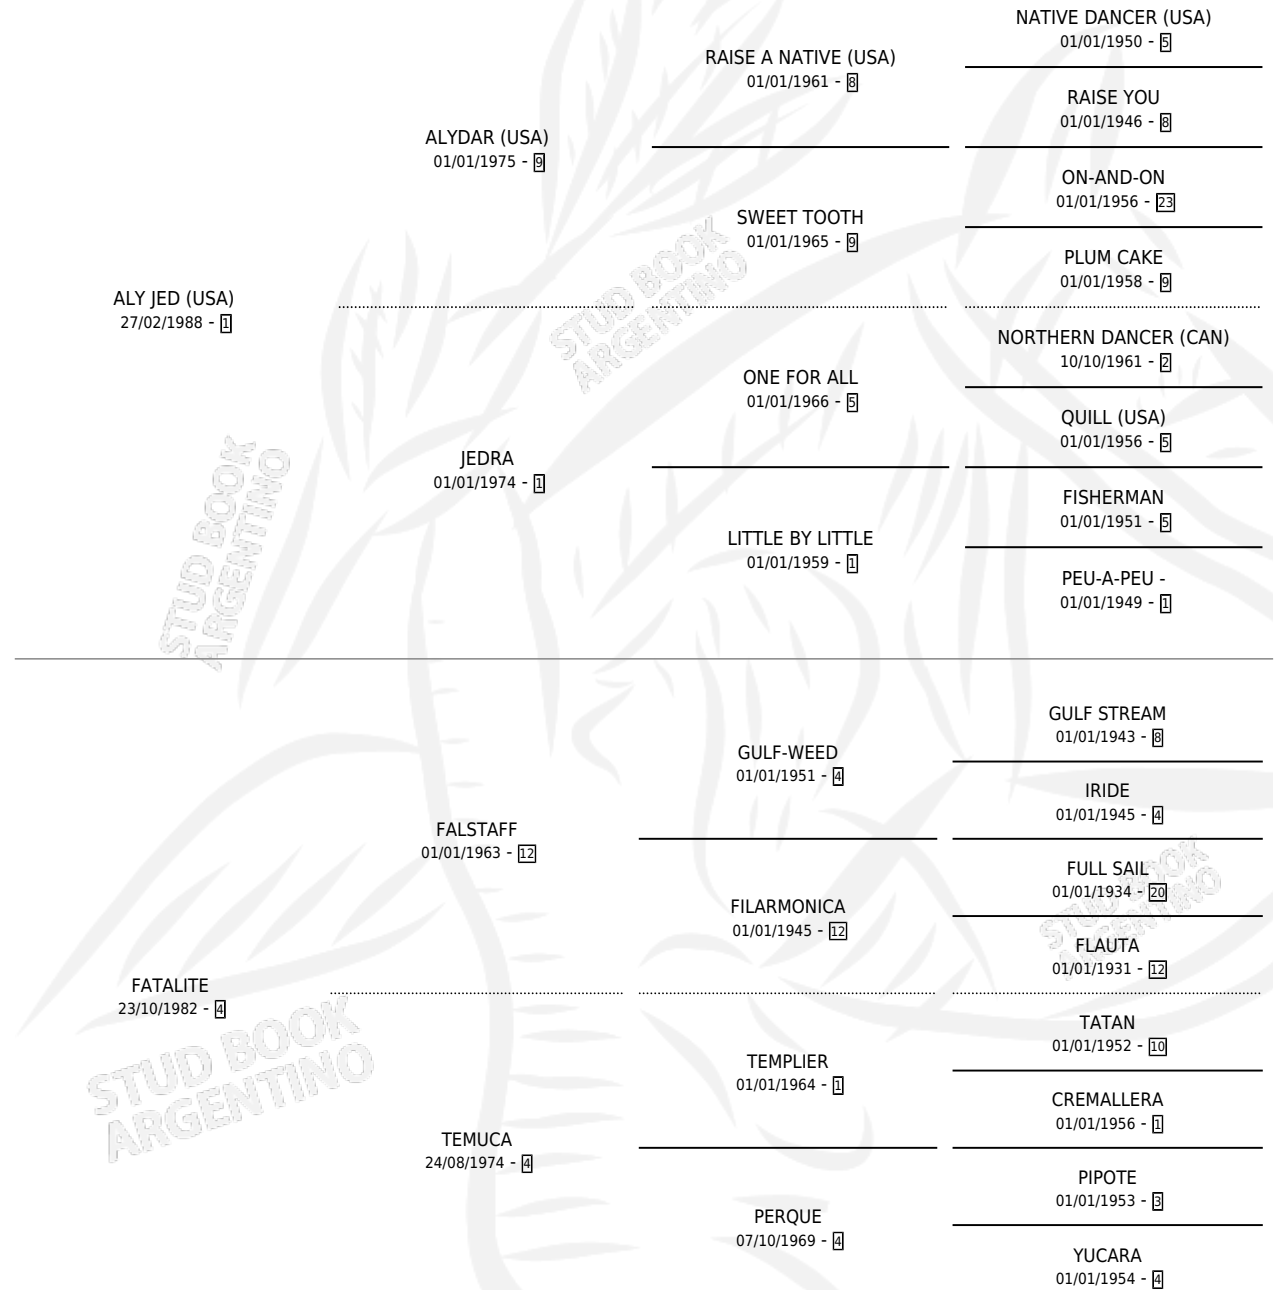 NATIVE DANCER (USA)
01/01/1950 - 5
RAISE A NATIVE (USA)
01/01/1961 - 8
RAISE YOU
01/01/1946 - 8
ALYDAR (USA)
01/01/1975 - 9
ON-AND-ON
01/01/1956 - 23
SWEET TOOTH
01/01/1965 - 9
PLUM CAKE
01/01/1958 - 9
STUD BOOK
ARGENTINO
ALY JED (USA)
27/02/1988 - 1
NORTHERN DANCER (CAN)
10/10/1961 - 2
ONE FOR ALL
01/01/1966 - 5
QUILL (USA)
01/01/1956 - 5
JEDRA
01/01/1974 - 1
FISHERMAN
01/01/1951 - 5
LITTLE BY LITTLE
01/01/1959 - 1
PEU-A-PEU -
01/01/1949 - 1
STUD BOOK
ARGENTINO
GULF STREAM
01/01/1943 - 8
GULF-WEED
01/01/1951 - 4
IRIDE
01/01/1945 - 4
FALSTAFF
01/01/1963 - 12
FULL SAIL
01/01/1934 - 20
FILARMONICA
01/01/1945 - 12
FLAUTA
01/01/1931 - 12
STUD BOOK
ARGENTINO
FATALITE
23/10/1982 - 4
TATAN
01/01/1952 - 10
TEMPLIER
01/01/1964 - 1
CREMALLERA
01/01/1956 - 1
STUD BOOK
ARGENTINO
TEMUCA
24/08/1974 - 4
PIPOTE
01/01/1953 - 3
PERQUE
07/10/1969 - 4
YUCARA
01/01/1954 - 4